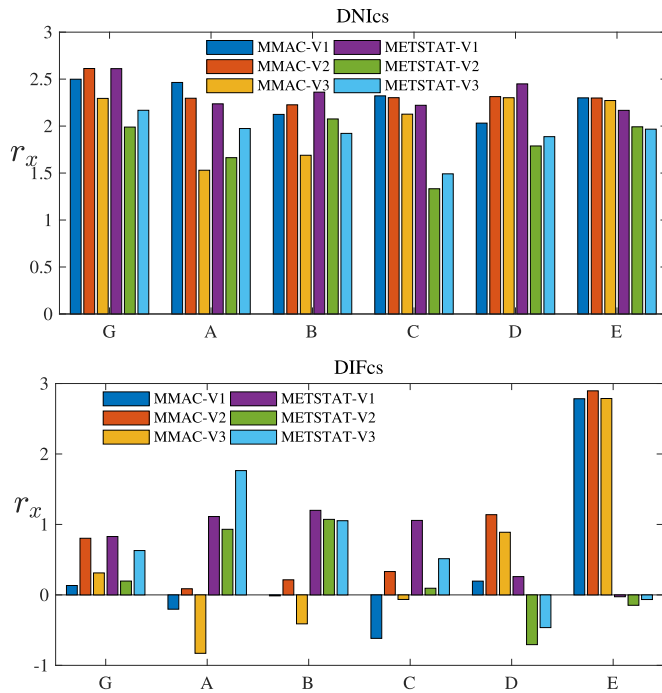 DNIcs
3
2.5
2
1.5
1
0.5
0
r_x
MMAC-V1 METSTAT-V1
MMAC-V2 METSTAT-V2
MMAC-V3 METSTAT-V3
G A B C D E
DIFcs
3
2
1
0
-1
r_x
MMAC-V1 METSTAT-V1
MMAC-V2 METSTAT-V2
MMAC-V3 METSTAT-V3
G A B C D E